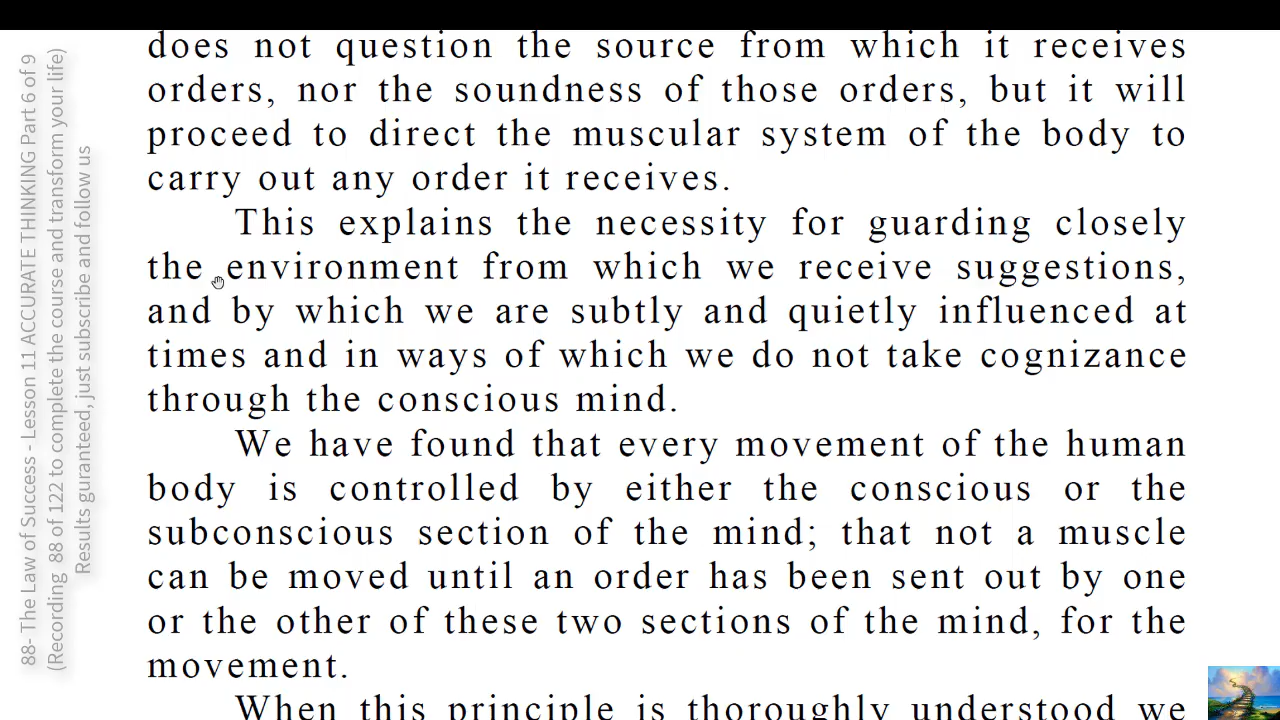 does not question the source from which it receives
orders, nor the soundness of those orders, but it will
proceed to direct the muscular system of the body to
carry out any order it receives.
This explains the necessity for guarding closely
the environment from which we receive suggestions,
and by which we are subtly and quietly influenced at
times and in ways of which we do not take cognizance
through the conscious mind.
We have found that every movement of the human
body is controlled by either the conscious or the
subconscious section of the mind; that not a muscle
can be moved until an order has been sent out by one
or the other of these two sections of the mind, for the
movement.
When this principle is thoroughly understood we
88- The Law of Success - Lesson 11 ACCURATE THINKING Part 6 of 9
(Recording 88 of 122 to complete the course and transform your life)
Results guranteed, just subscribe and follow us